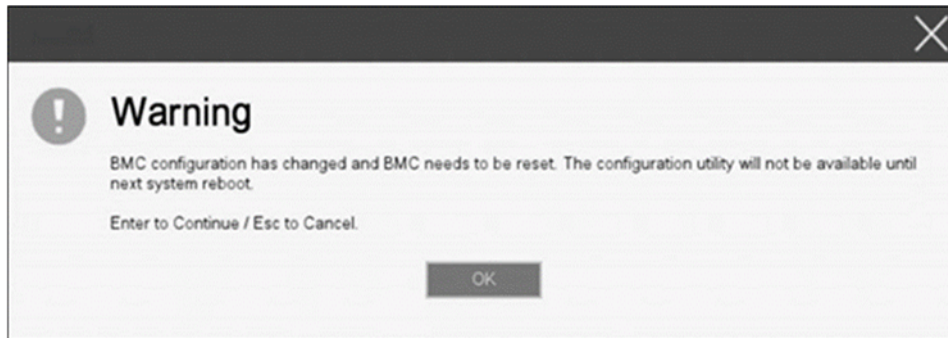 Warning
BMC configuration has changed and BMC needs to be reset. The configuration utility will not be available until
next system reboot.
Enter to Continue / Esc to Cancel.
OK